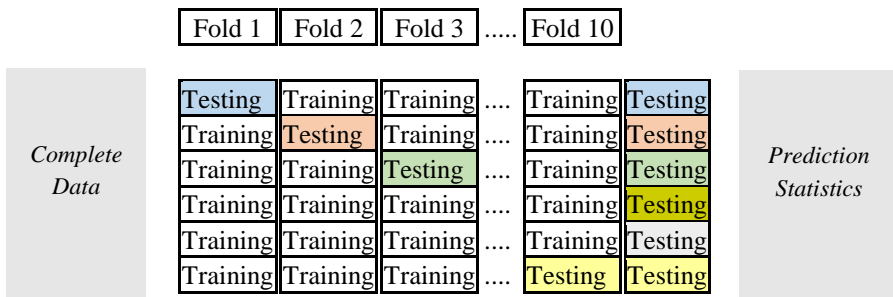 Fold 1 Fold 2 Fold 3 ..... Fold 10
Testing Training Training .... Training Testing
Training Testing Training .... Training Testing
Complete Data
Training Training Testing .... Training Testing
Prediction Statistics
Training Training Training .... Training Testing
Training Training Training .... Training Testing
Training Training Training .... Testing Testing